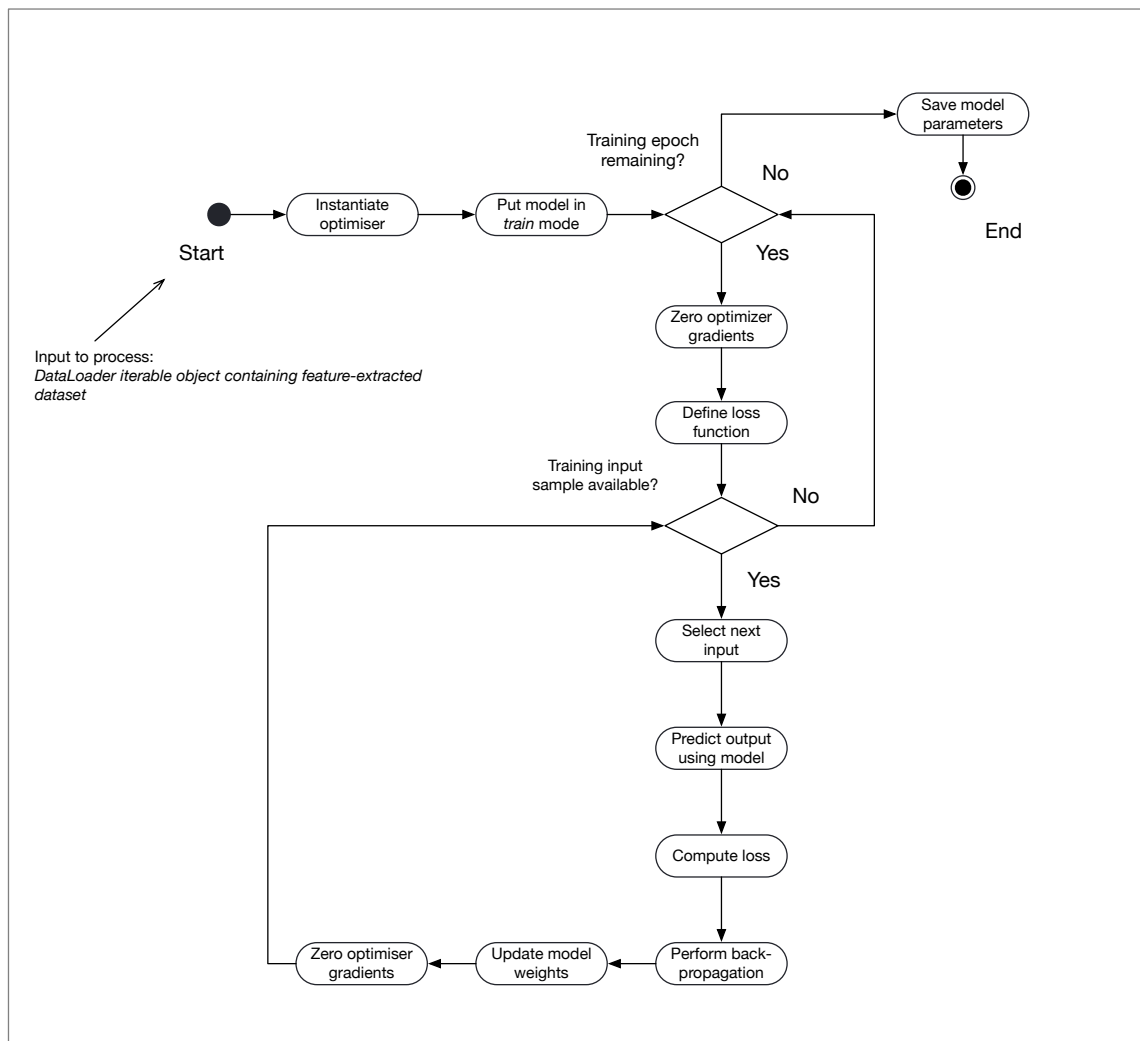 Save model
parameters
Training epoch
remaining?
No
Instantiate
optimiser
Put model in
train mode
Start
Yes
End
Zero optimizer
gradients
Input to process:
DataLoader iterable object containing feature-extracted
dataset
Define loss
function
Training input
sample available?
No
Yes
Select next
input
Predict output
using model
Compute loss
Zero optimiser
gradients
Update model
weights
Perform back-
propagation